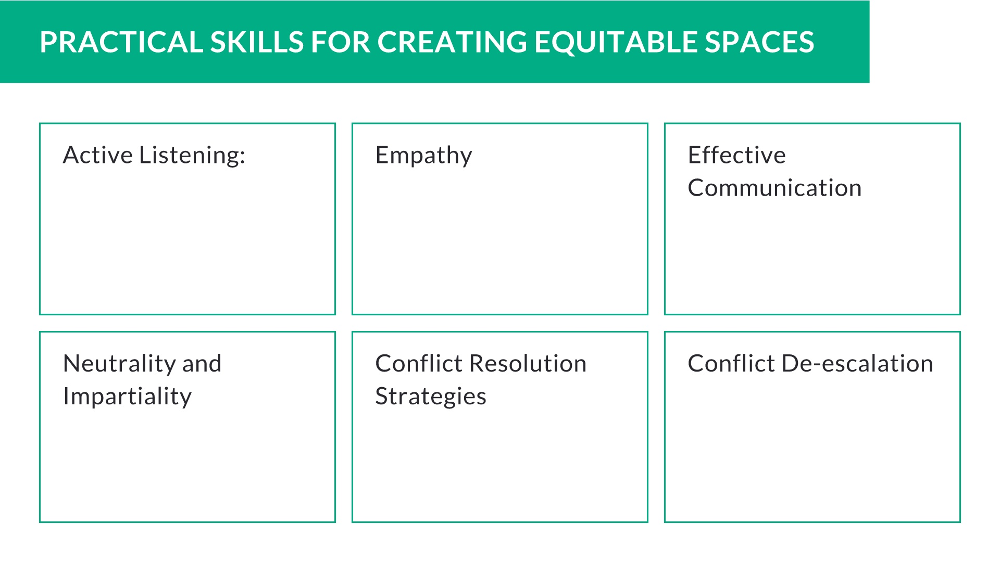 PRACTICAL SKILLS FOR CREATING EQUITABLE SPACES
Active Listening:
Empathy
Effective
Communication
Neutrality and
Impartiality
Conflict Resolution
Strategies
Conflict De-escalation